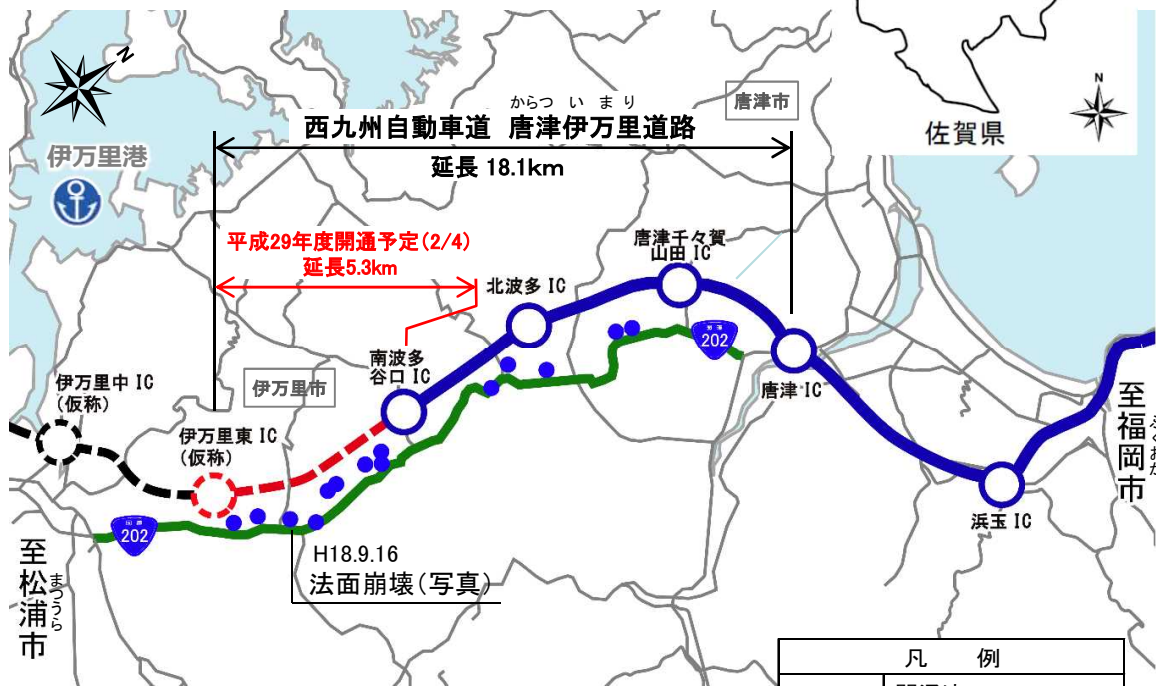 N
からついまり
唐津市
西九州自動車道 唐津伊万里道路
延長 18.1km
N
佐賀県
伊万里港
平成29年度開通予定(2/4)
延長5.3km
唐津千々賀
山田 IC
北波多 IC
202
南波多
谷口 IC
伊万里市
伊万里中 IC
(仮称)
唐津 IC
伊万里東 IC
(仮称)
至福岡市
ふくおか
浜玉 IC
202
至松浦市
まつうら
H18.9.16
法面崩壊(写真)
凡 例